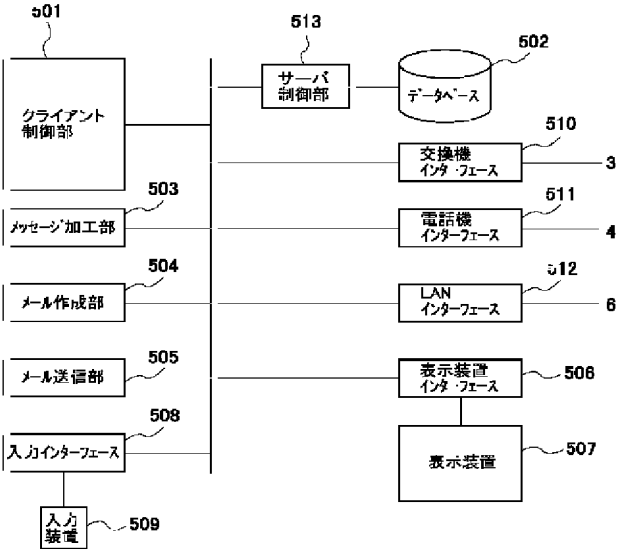 501
クライアント
制御部
513
サーバ
制御部
502
データベース
510
交換機
インターフェース
3
503
メッセージ加工部
511
電話機
インターフェース
4
504
メール作成部
512
LAN
インターフェース
6
505
メール送信部
表示装置
インターフェース
506
508
入力インターフェース
表示装置
507
入力
装置
509